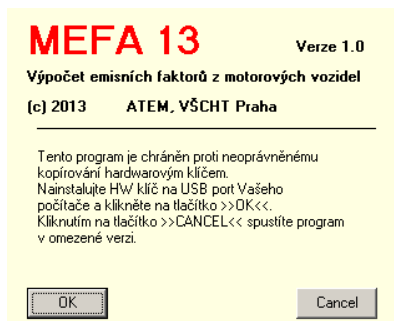 MEFA 13 Verze 1.0
Výpočet emisních faktorů z motorových vozidel
(c) 2013 ATEM, VŠCHT Praha
Tento program je chráněn proti neoprávněnému
kopírování hardwarovým klíčem.
Nainstalujte HW klíč na USB port Vašeho
počítače a klikněte na tlačítko >>OK<<.
Kliknutím na tlačítko >>CANCEL<< spustíte program
v omezené verzi.
OK Cancel